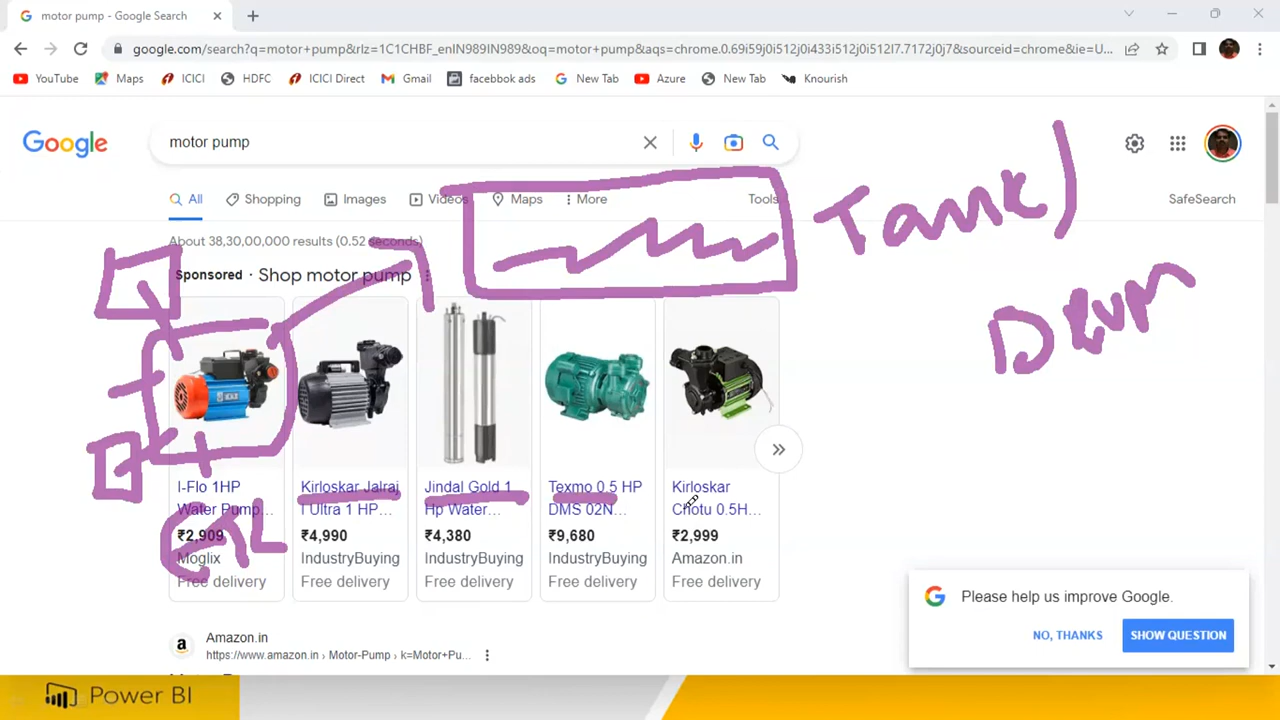 motor pump - Google Search
google.com/search?q=motor+pump&rlz=1C1CHBF_enIN989IN989&oq=motor+pump&aqs=chrome.0.69i59j0i512j0i433i512j0i512l7.7172j0j7&sourceid=chrome&ie=U...
YouTube Maps ICICI HDFC ICICI Direct Gmail facebbok ads New Tab Azure New Tab Knourish
Google motor pump
All Shopping Images Videos Maps More Tools SafeSearch
Tank)
About 38,30,00,000 results (0.52 seconds)
Sponsored · Shop motor pump
Drum
I-Flo 1HP
Water Pump...
₹2,909
Moglix
Free delivery
Kirloskar Jalraj
I Ultra 1 HP...
₹4,990
IndustryBuying
Free delivery
Jindal Gold 1
Hp Water...
₹4,380
IndustryBuying
Free delivery
Texmo 0.5 HP
DMS 02N...
₹9,680
IndustryBuying
Free delivery
Kirloskar
Chotu 0.5H...
₹2,999
Amazon.in
Free delivery
ETL
Please help us improve Google.
NO, THANKS SHOW QUESTION
a Amazon.in
https://www.amazon.in › Motor-Pump › k=Motor+Pu...
Power BI